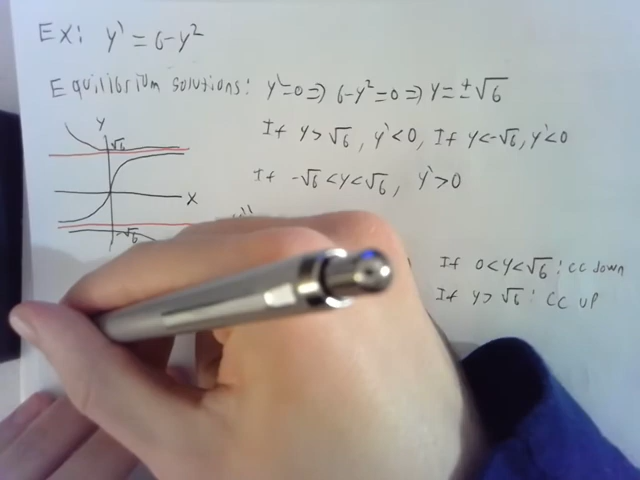 Ex: y' = 6-y²
Equilibrium solutions: y'=0 ⇒ 6-y²=0 ⇒ y=±√6
If y>√6, y'<0, If y<-√6, y'<0
If -√6<y<√6, y'>0
y
√6
x
-√6
If 0<y<√6: CC down
If y>√6: CC up